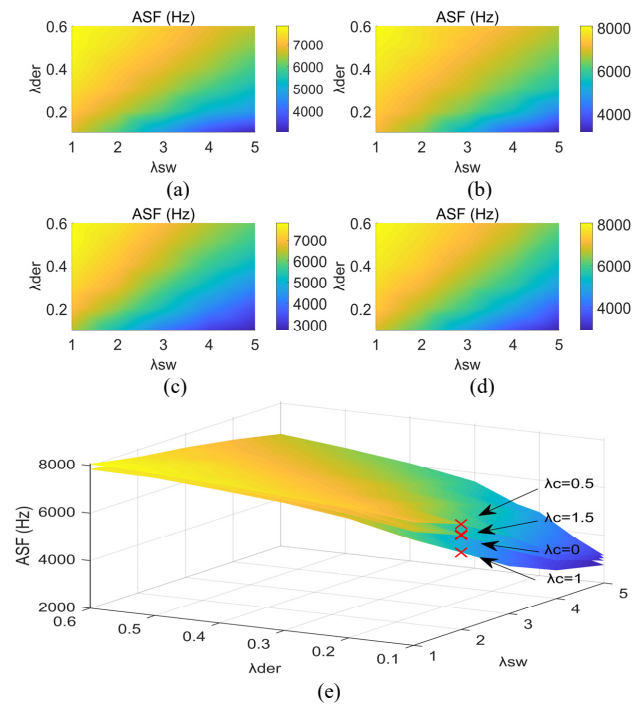 ASF (Hz)
0.6
0.4
0.2
λder
1 2 3 4 5
λsw
7000
6000
5000
4000
3000
(a)
ASF (Hz)
0.6
0.4
0.2
λder
1 2 3 4 5
λsw
8000
6000
4000
(b)
ASF (Hz)
0.6
0.4
0.2
λder
1 2 3 4 5
λsw
7000
6000
5000
4000
3000
(c)
ASF (Hz)
0.6
0.4
0.2
λder
1 2 3 4 5
λsw
8000
6000
4000
(d)
8000
6000
4000
2000
ASF (Hz)
0.6
0.5
0.4
0.3
0.2
0.1
λder
1
2
3
4
5
λsw
λc=0.5
λc=1.5
λc=0
λc=1
(e)